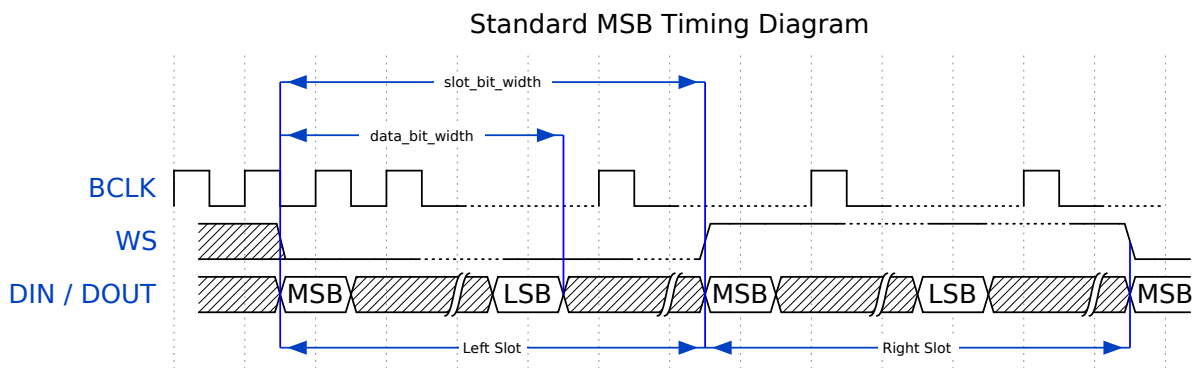 Standard MSB Timing Diagram
slot_bit_width
data_bit_width
BCLK
WS
DIN / DOUT
MSB
LSB
MSB
LSB
MSB
Left Slot
Right Slot